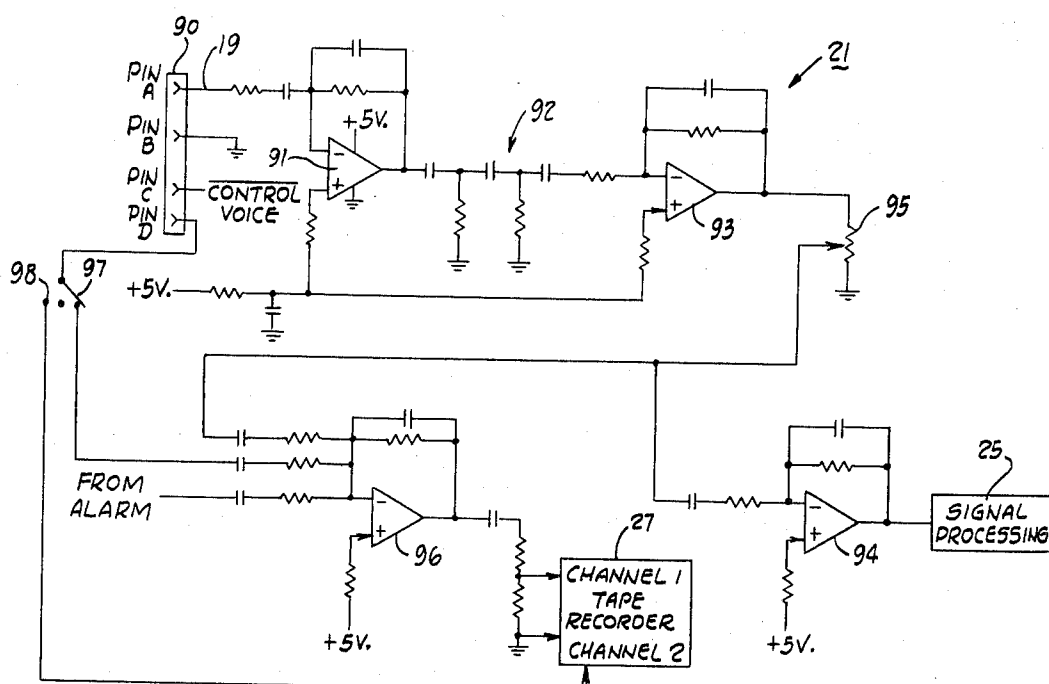 90
19
PIN A
PIN B
PIN C
PIN D
CONTROL VOICE
+5V.
91
92
21
93
95
98
97
+5V.
FROM ALARM
96
+5V.
27
CHANNEL 1
TAPE
RECORDER
CHANNEL 2
94
+5V.
25
SIGNAL
PROCESSING